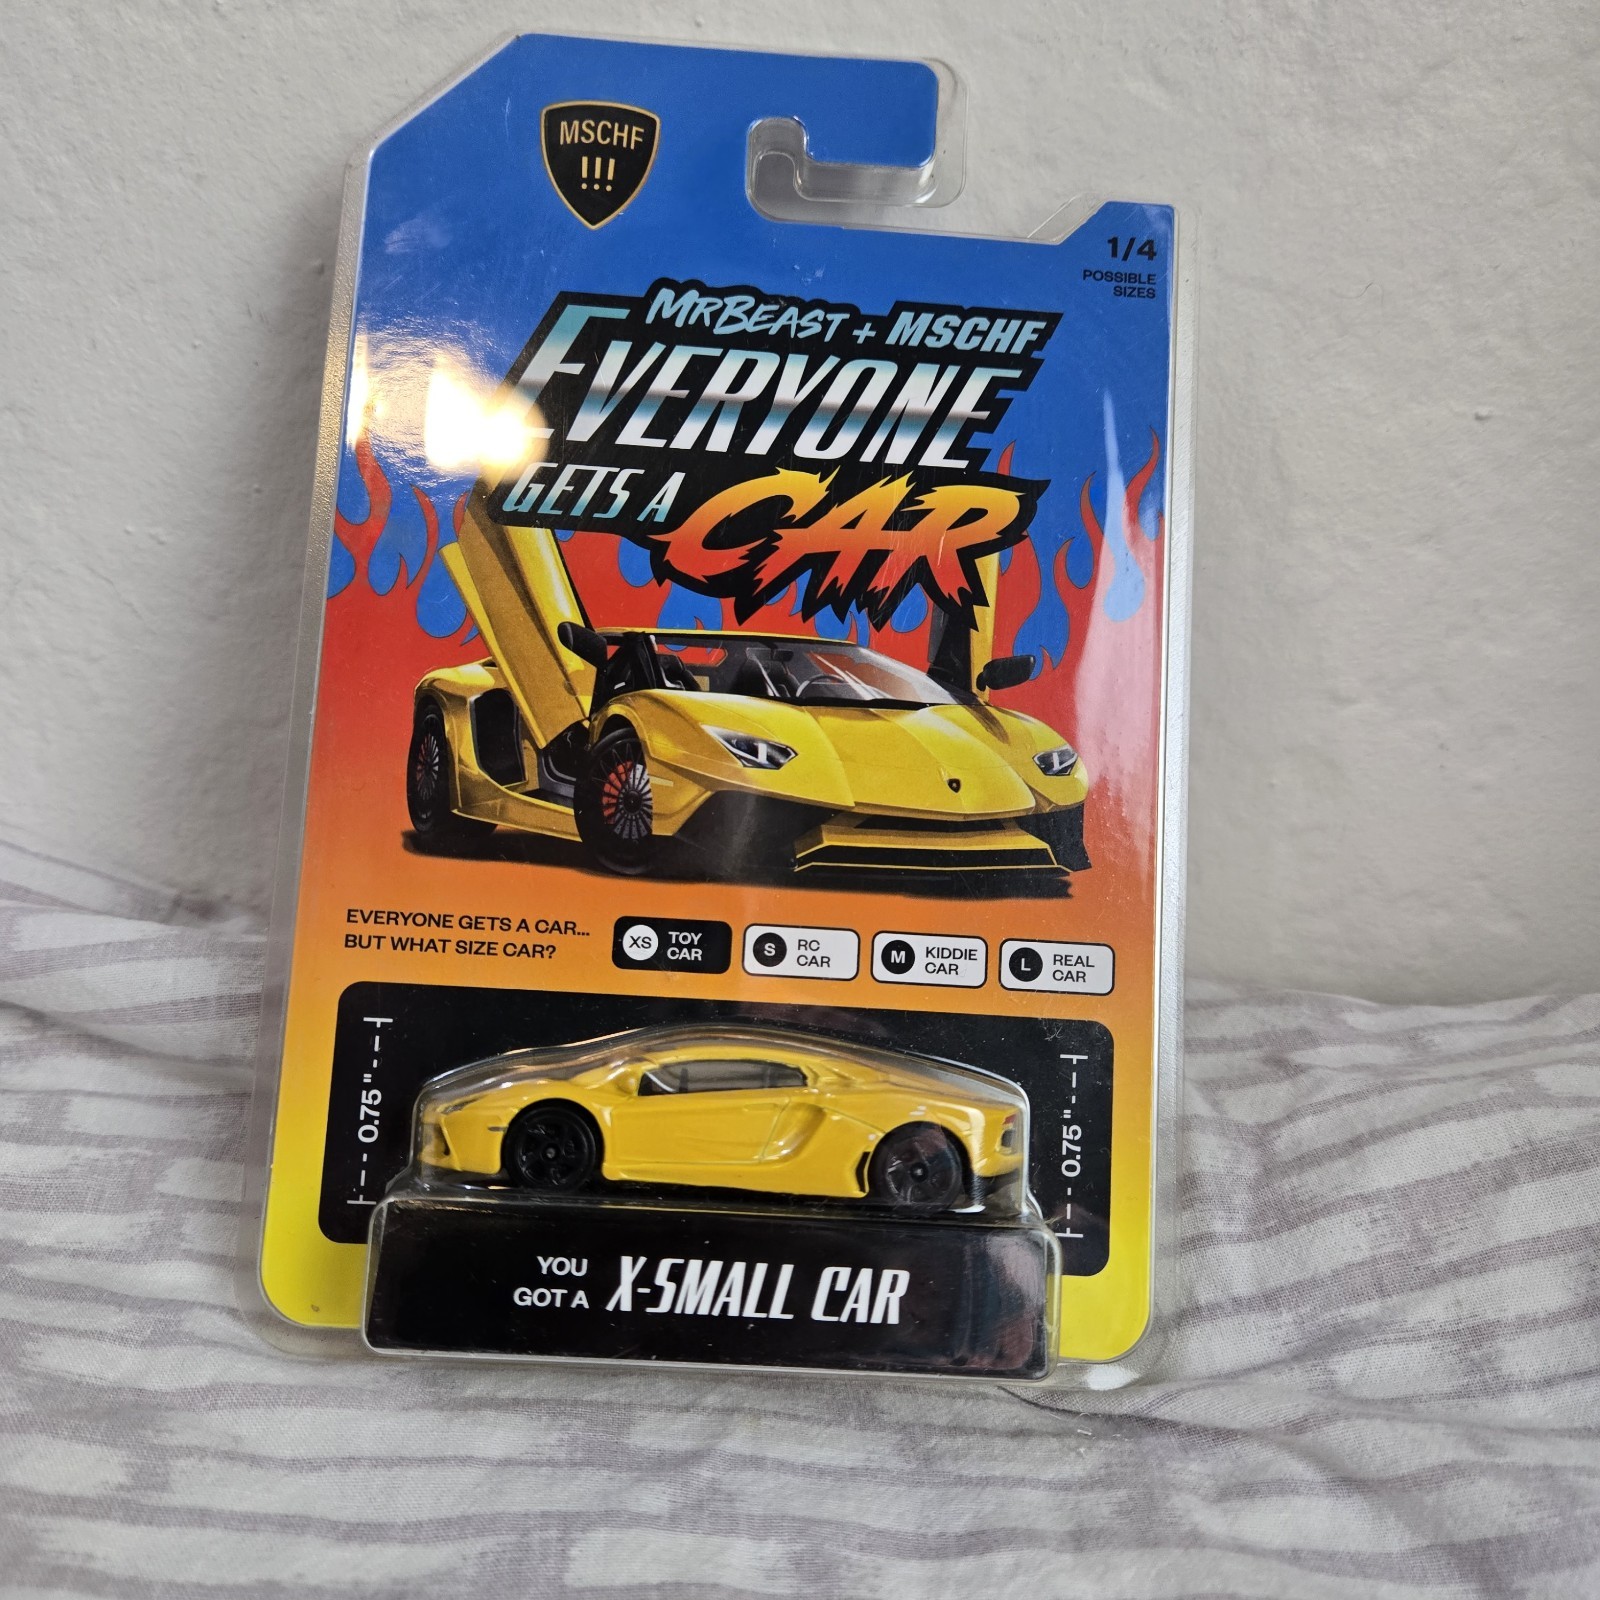 MSCHF
!!!
1/4
POSSIBLE
SIZES
MRBEAST + MSCHF
EVERYONE
GETS A CAR
EVERYONE GETS A CAR...
BUT WHAT SIZE CAR?
XS TOY
CAR
S RC
CAR
M KIDDIE
CAR
L REAL
CAR
0.75"
0.75"
YOU
GOT A X-SMALL CAR